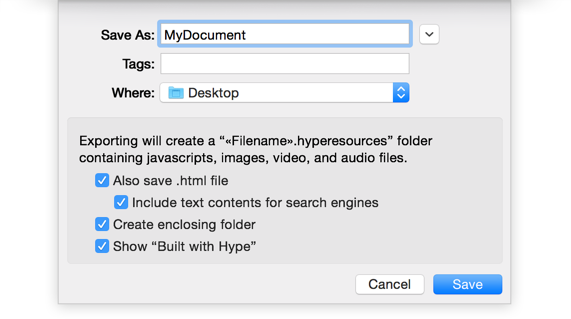 Save As: MyDocument
Tags:
Where: Desktop
Exporting will create a “«Filename».hyperesources” folder
containing javascripts, images, video, and audio files.
Also save .html file
Include text contents for search engines
Create enclosing folder
Show “Built with Hype”
Cancel Save